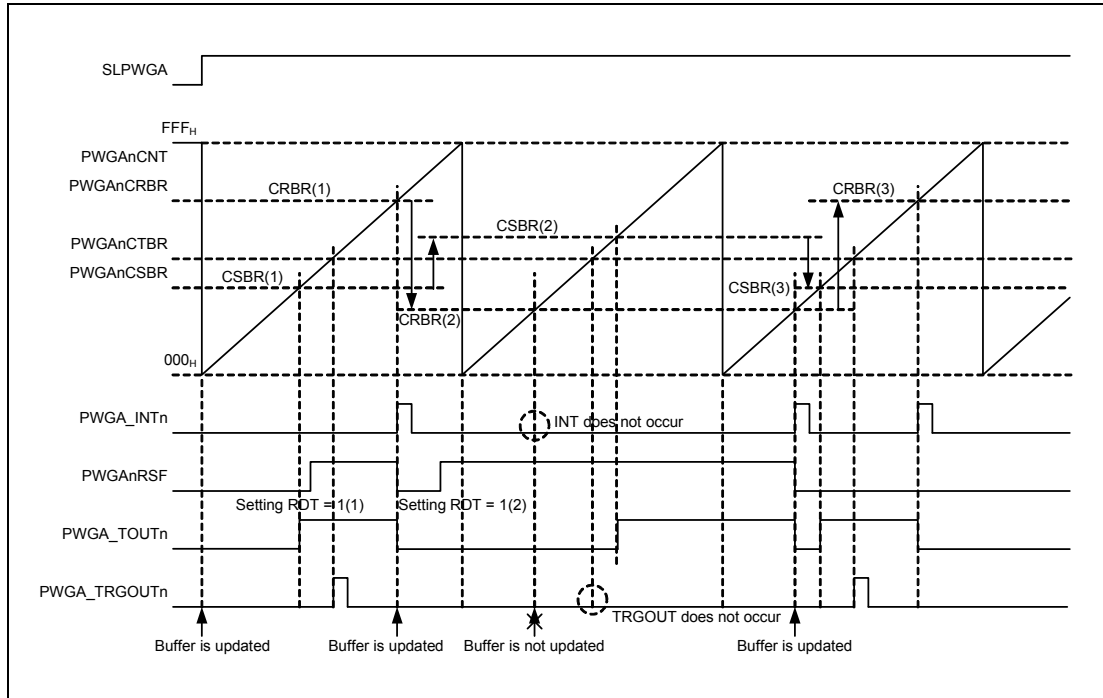 SLPWGA
FFFH
PWGAnCNT
PWGAnCRBR
CRBR(1)
CRBR(3)
PWGAnCTBR
CSBR(2)
PWGAnCSBR
CSBR(1)
CSBR(3)
CRBR(2)
000H
PWGA_INTn
INT does not occur
PWGAnRSF
Setting RDT = 1(1)
Setting RDT = 1(2)
PWGA_TOUTn
PWGA_TRGOUTn
TRGOUT does not occur
Buffer is updated
Buffer is updated
Buffer is not updated
Buffer is updated